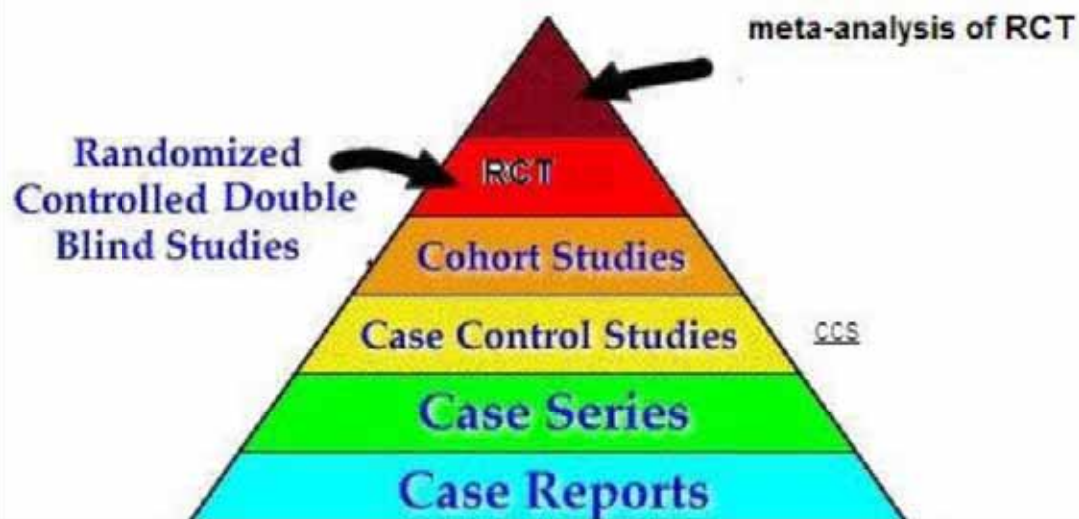 meta-analysis of RCT
Randomized
Controlled Double
Blind Studies
RCT
Cohort Studies
Case Control Studies
CCS
Case Series
Case Reports